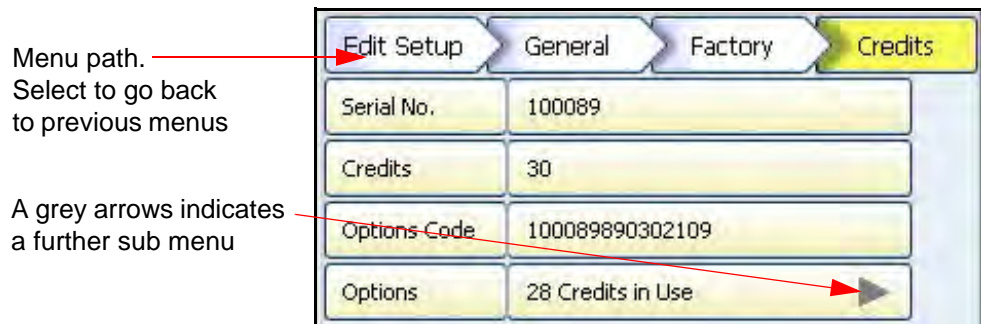 Menu path.
Select to go back
to previous menus
A grey arrows indicates
a further sub menu
Edit Setup General Factory Credits
Serial No. 100089
Credits 30
Options Code 100089890302109
Options 28 Credits in Use